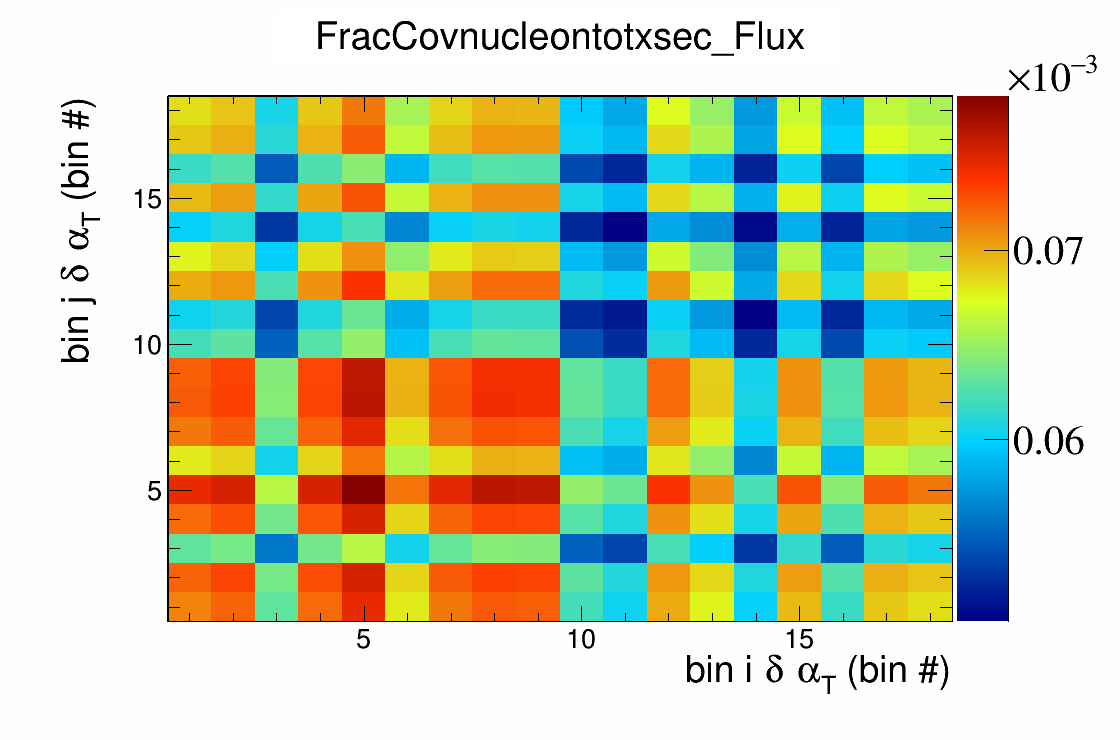 FracCovnucleontotxsec_Flux
×10⁻³
bin j δ α_T (bin #)
15
10
5
0.07
0.06
5 10 15
bin i δ α_T (bin #)